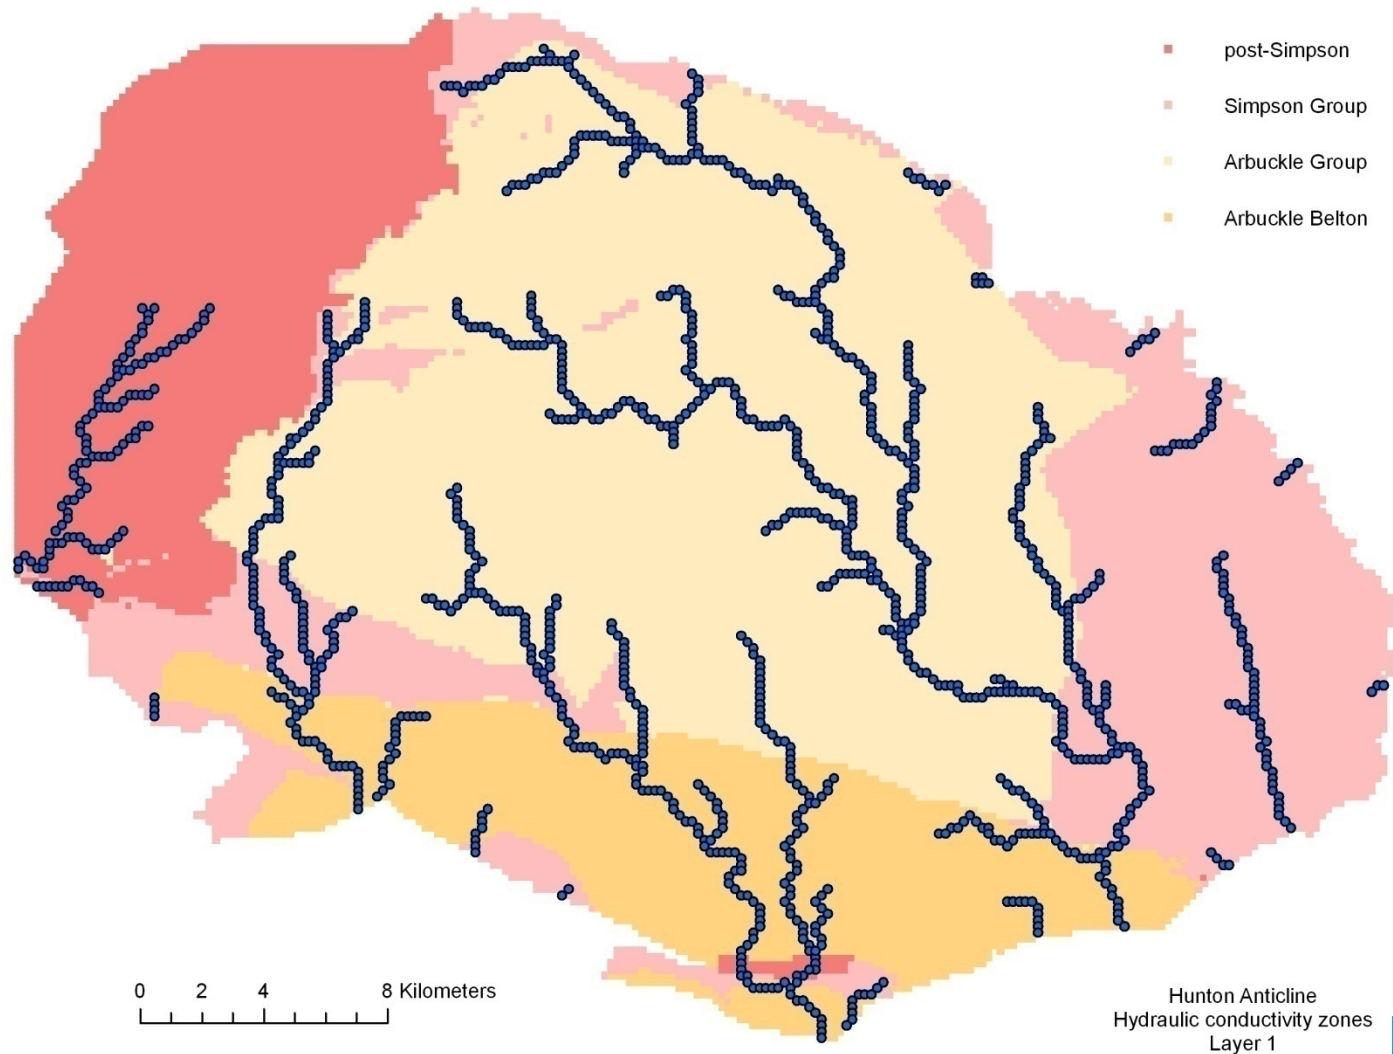 post-Simpson
Simpson Group
Arbuckle Group
Arbuckle Belton
0 2 4 8 Kilometers
Hunton Anticline
Hydraulic conductivity zones
Layer 1